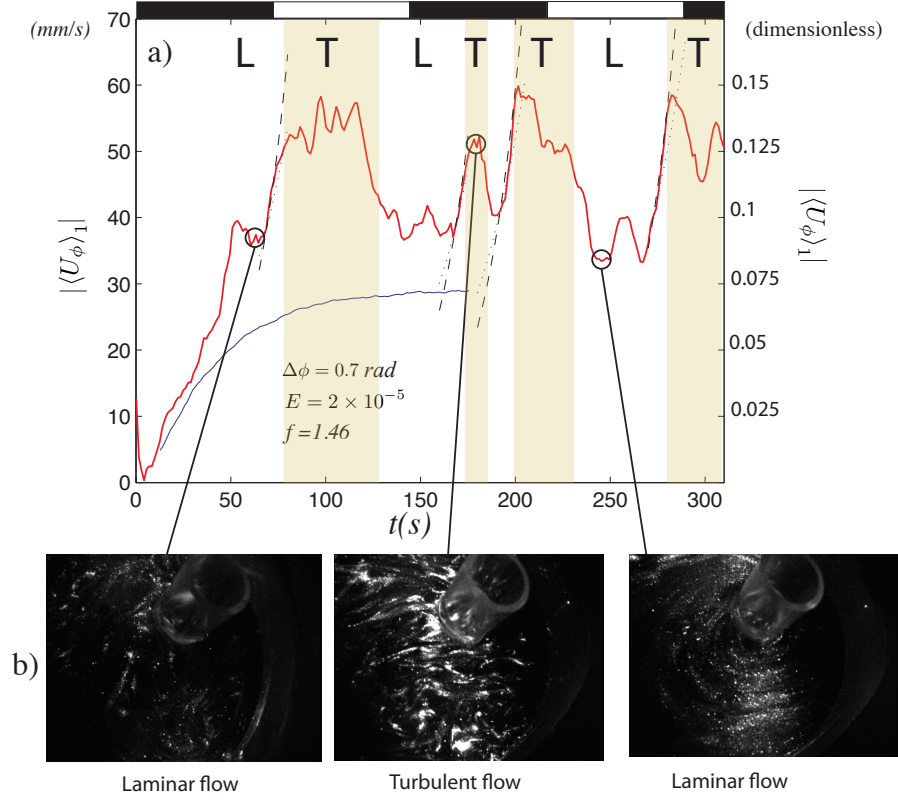 (mm/s)
(dimensionless)
70
a)
L T L T T L T
60
50
40
30
20
10
0
0.15
0.125
0.1
0.075
0.05
0.025
|⟨U_ϕ⟩₁|
|⟨U_ϕ⟩₁|
Δϕ = 0.7 rad
E = 2 × 10⁻⁵
f =1.46
0 50 100 150 200 250 300
t(s)
b)
Laminar flow
Turbulent flow
Laminar flow